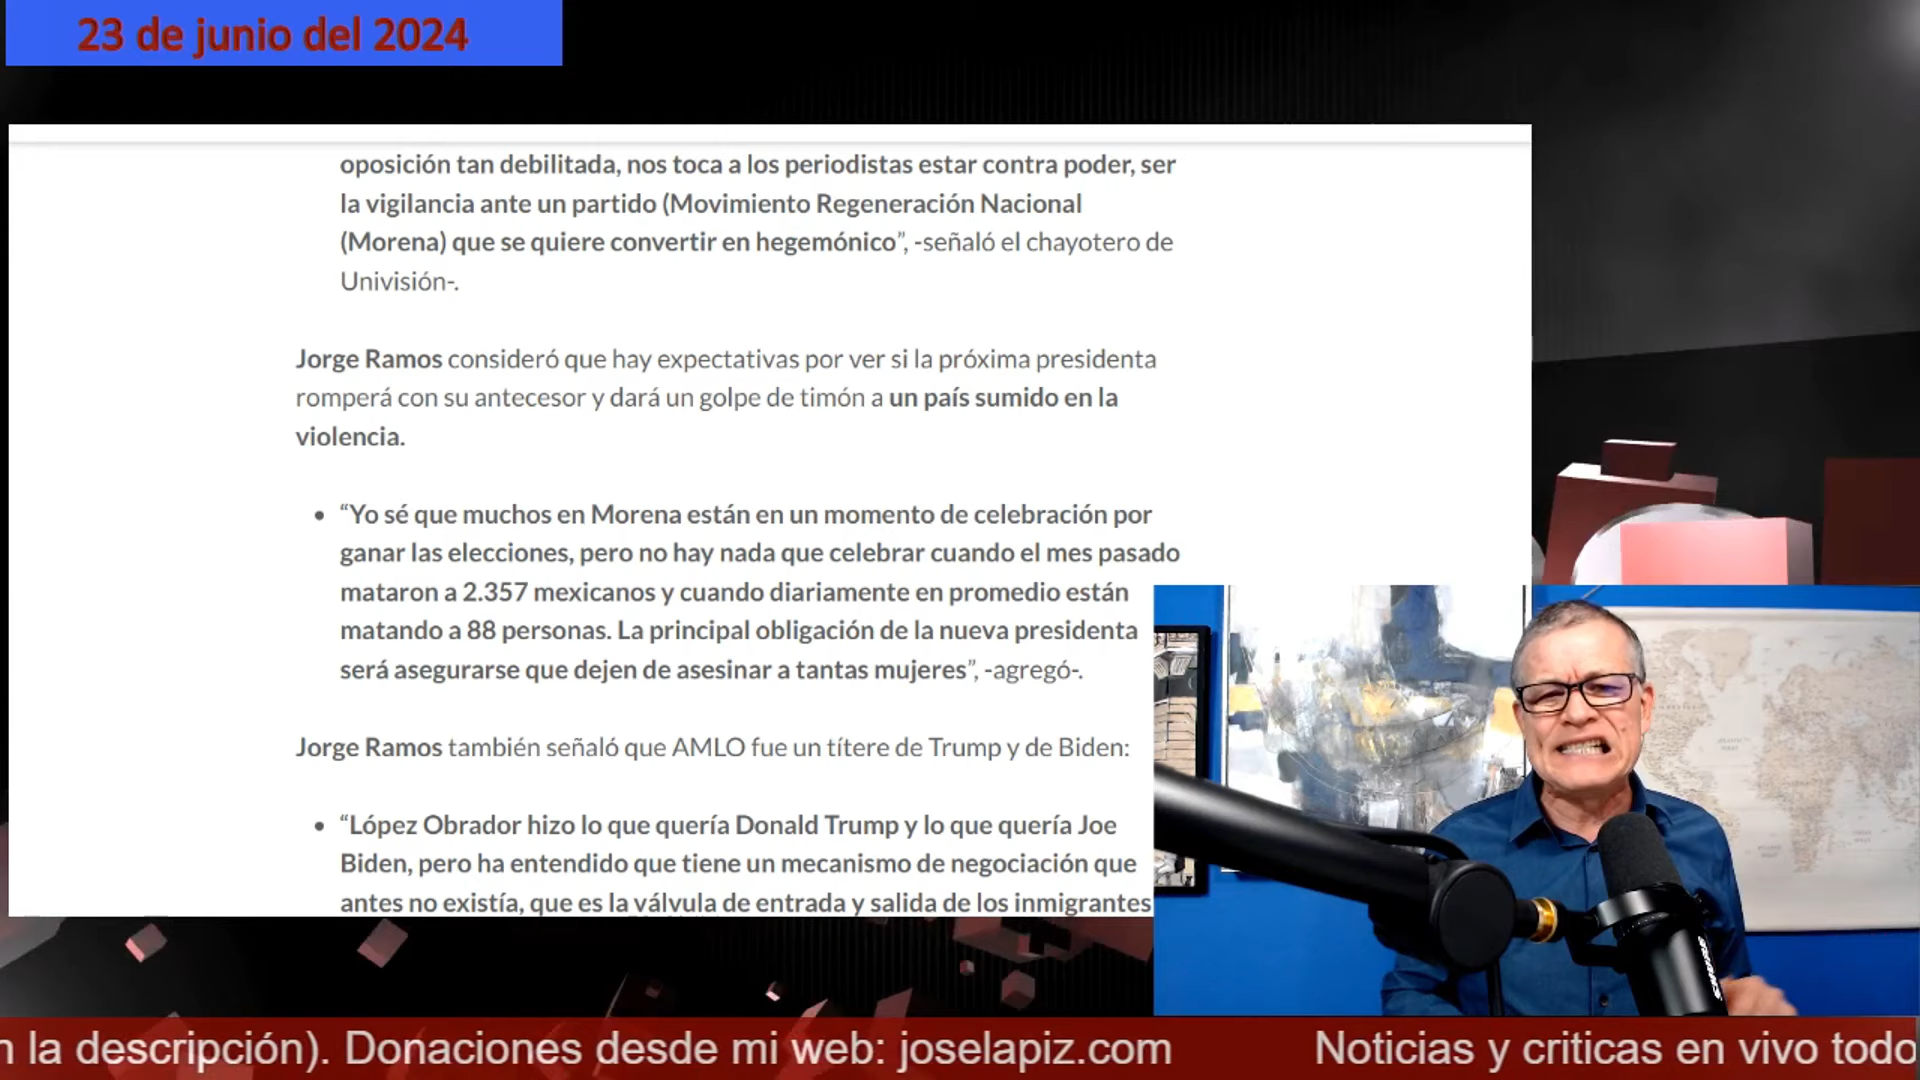 23 de junio del 2024
oposición tan debilitada, nos toca a los periodistas estar contra poder, ser
la vigilancia ante un partido (Movimiento Regeneración Nacional
(Morena) que se quiere convertir en hegemónico”, -señaló el chayotero de
Univisión-.
Jorge Ramos consideró que hay expectativas por ver si la próxima presidenta
romperá con su antecesor y dará un golpe de timón a un país sumido en la
violencia.
• “Yo sé que muchos en Morena están en un momento de celebración por
ganar las elecciones, pero no hay nada que celebrar cuando el mes pasado
mataron a 2.357 mexicanos y cuando diariamente en promedio están
matando a 88 personas. La principal obligación de la nueva presidenta
será asegurarse que dejen de asesinar a tantas mujeres”, -agregó-.
Jorge Ramos también señaló que AMLO fue un títere de Trump y de Biden:
• “López Obrador hizo lo que quería Donald Trump y lo que quería Joe
Biden, pero ha entendido que tiene un mecanismo de negociación que
antes no existía, que es la válvula de entrada y salida de los inmigrantes
SHURE
n la descripción). Donaciones desde mi web: joselapiz.com Noticias y criticas en vivo todo